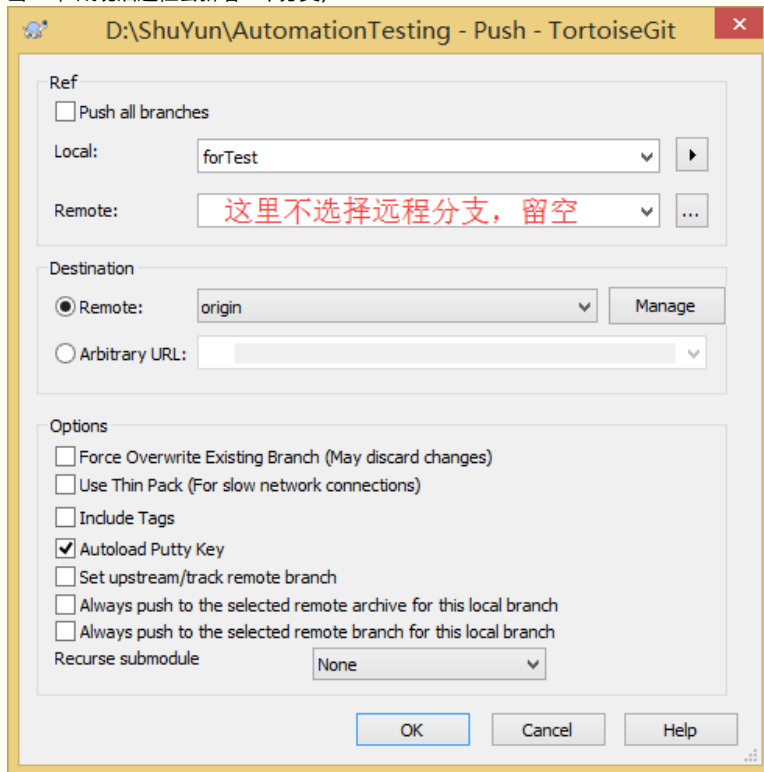 D:\ShuYun\AutomationTesting - Push - TortoiseGit
Ref
Push all branches
Local:
forTest
Remote:
这里不选择远程分支，留空
...
Destination
Remote:
origin
Manage
Arbitrary URL:
Options
Force Overwrite Existing Branch (May discard changes)
Use Thin Pack (For slow network connections)
Include Tags
Autoload Putty Key
Set upstream/track remote branch
Always push to the selected remote archive for this local branch
Always push to the selected remote branch for this local branch
Recurse submodule
None
OK
Cancel
Help